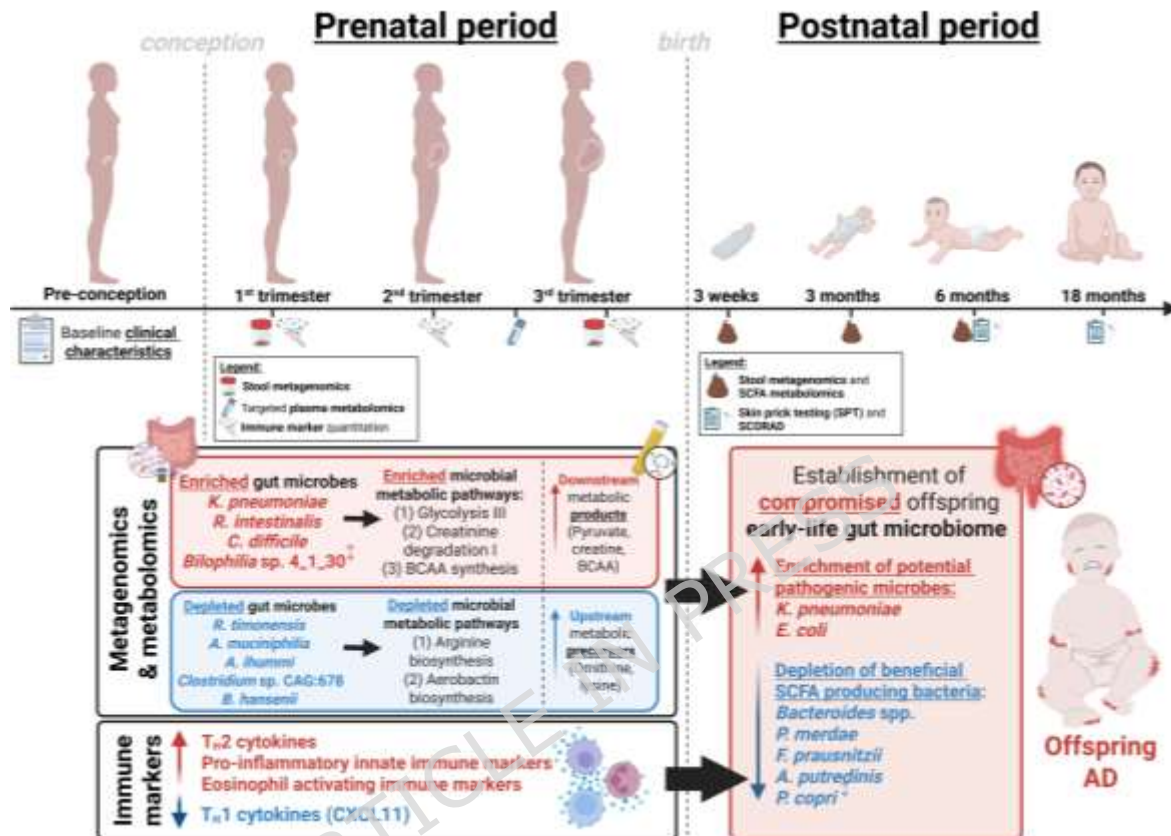 Prenatal period
Postnatal period
conception
birth
Pre-conception
1st trimester
2nd trimester
3rd trimester
3 weeks
3 months
6 months
18 months
Baseline clinical
characteristics
Legend:
Stool metagenomics
Targeted plasma metabolomics
Immune marker quantitation
Legend:
Stool metagenomics and
SCFA metabolomics
Skin prick testing (SPT) and
SCORAD
Metagenomics
& metabolomics
Enriched gut microbes
K. pneumoniae
R. intestinalis
C. difficile
Bilophilia sp. 4_1_30+
Enriched microbial
metabolic pathways:
(1) Glycolysis III
(2) Creatinine
degradation I
(3) BCAA synthesis
Downstream
metabolic
products
(Pyruvate,
creatine,
BCAA)
Depleted gut microbes
R. timonensis
A. muciniphilia
A. ihummi
Clostridium sp. CAG:678
B. hansenii
Depleted microbial
metabolic pathways
(1) Arginine
biosynthesis
(2) Aerobactin
biosynthesis
Upstream
metabolic
precursors
Immune
markers
TH2 cytokines
Pro-inflammatory innate immune markers
Eosinophil activating immune markers
TH1 cytokines (CXCL11)
Establishment of
compromised offspring
early-life gut microbiome
Enrichment of potential
pathogenic microbes:
K. pneumoniae
E. coli
Depletion of beneficial
SCFA producing bacteria:
Bacteroides spp.
P. merdae
F. prausnitzii
A. putredinis
P. copri+
Offspring
AD
ARTICLE IN PRESS